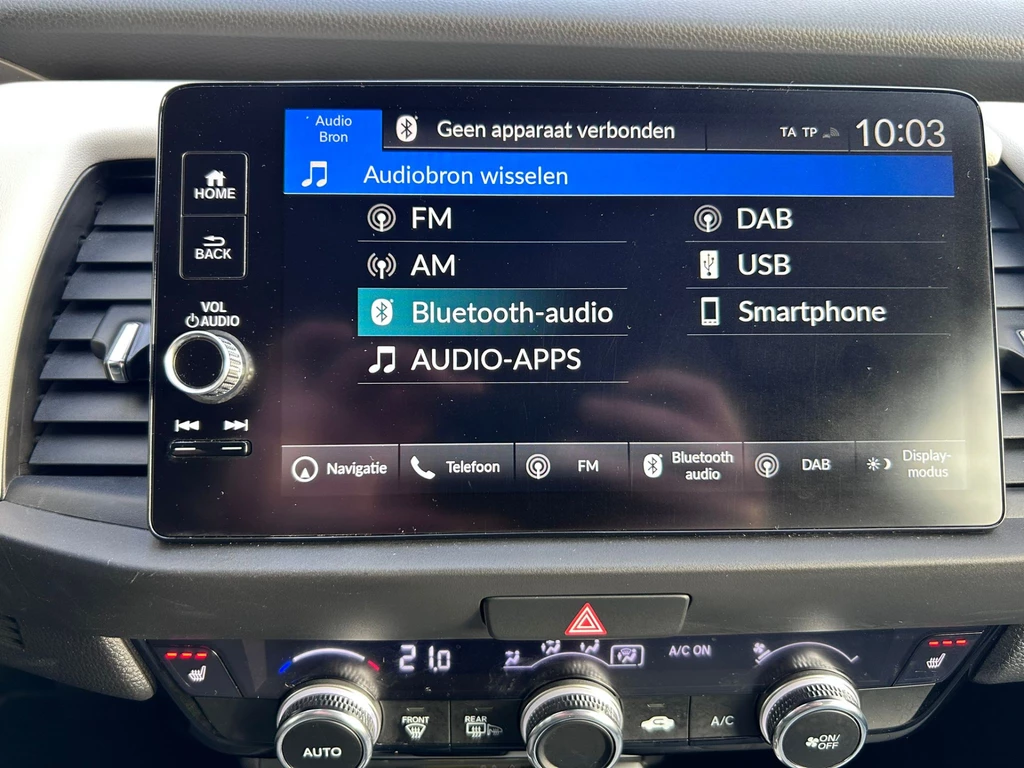 Audio
Bron
Geen apparaat verbonden
TA TP
10:03
Audiobron wisselen
HOME
BACK
VOL
AUDIO
FM
DAB
AM
USB
Bluetooth-audio
Smartphone
AUDIO-APPS
Navigatie
Telefoon
FM
Bluetooth
audio
DAB
Display-
modus
21.0
A/C ON
AUTO
FRONT
REAR
A/C
ON/
OFF